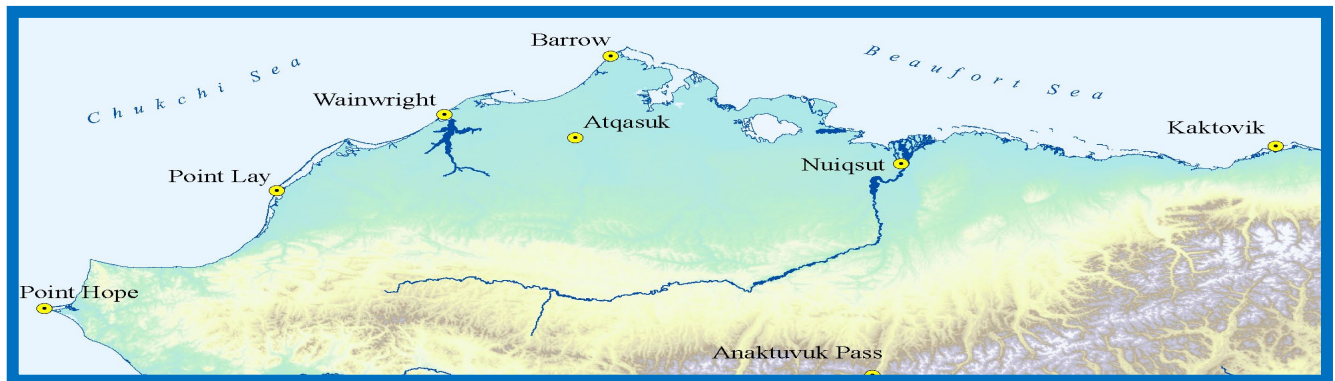 Barrow
Beaufort Sea
Chukchi Sea
Wainwright
Atqasuk
Kaktovik
Nuiqsut
Point Lay
Point Hope
Anaktuvuk Pass